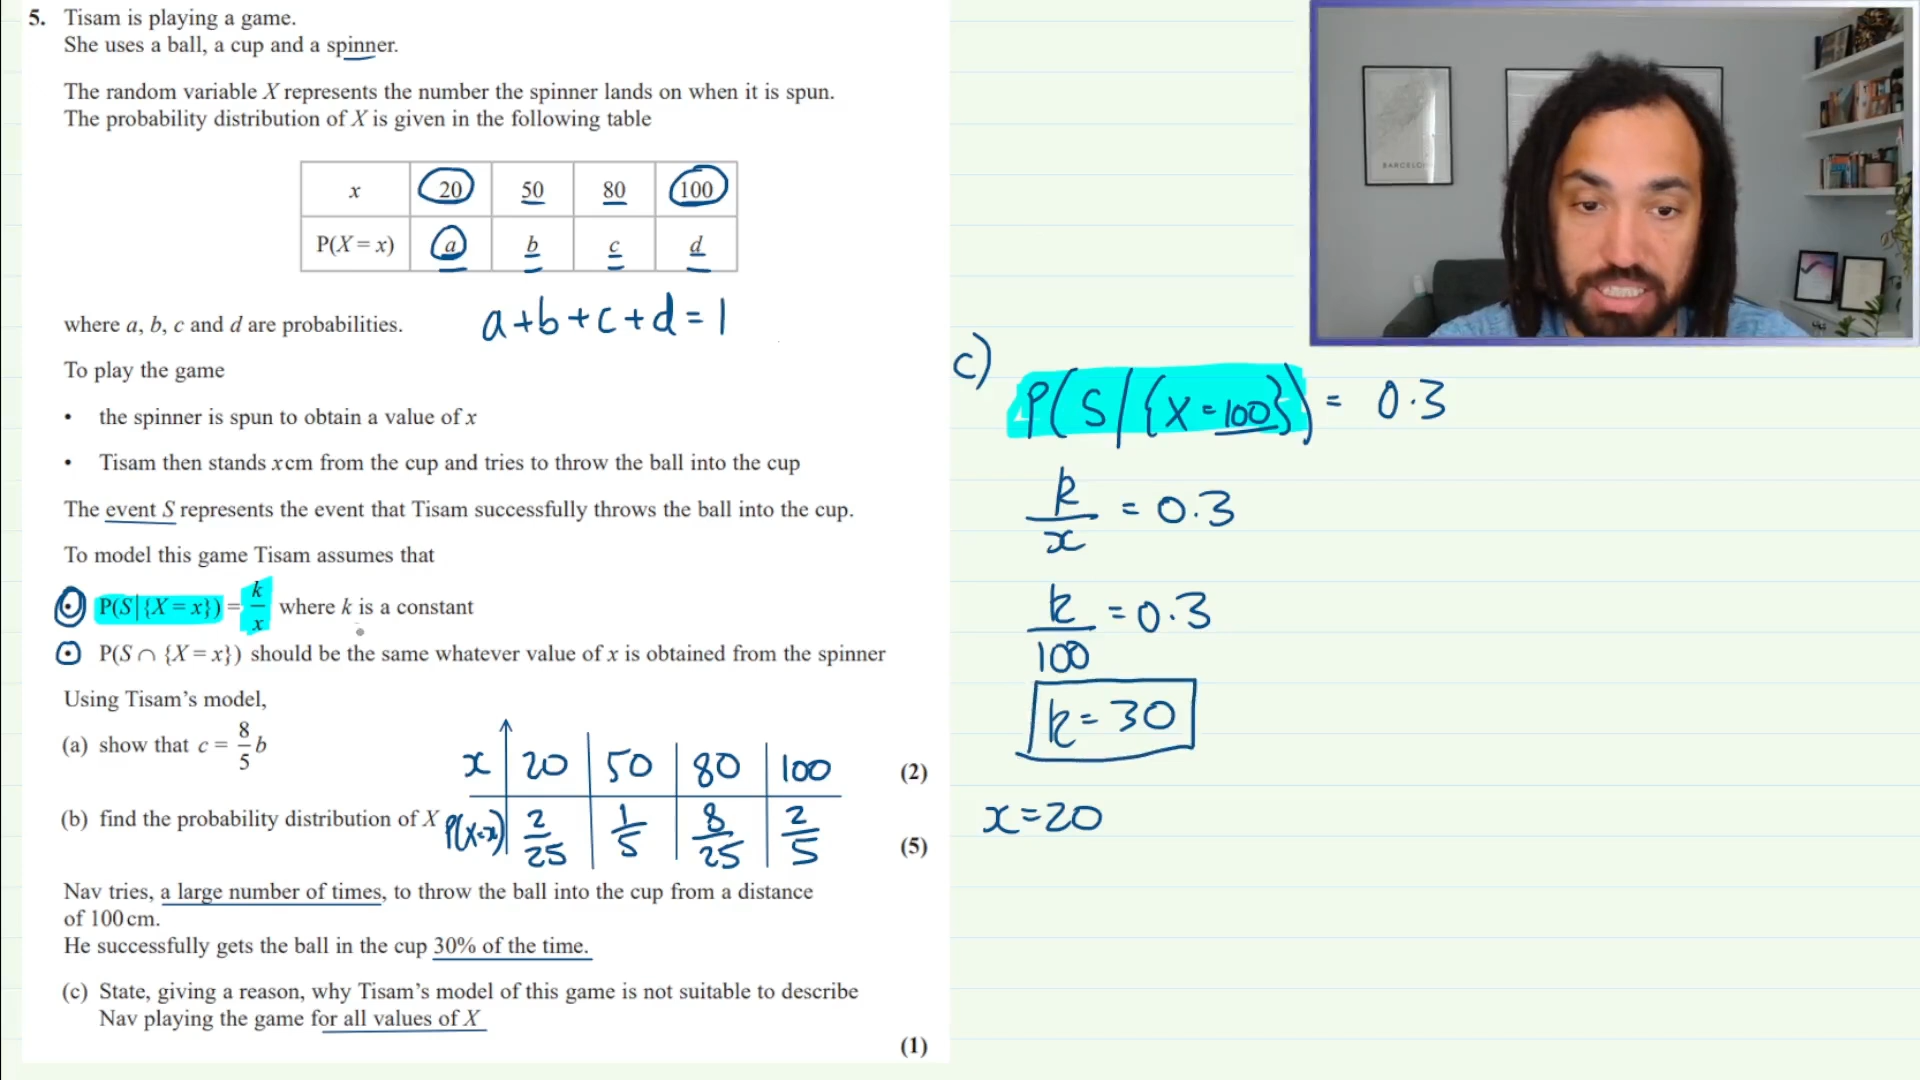 5. Tisam is playing a game.
She uses a ball, a cup and a spinner.
The random variable X represents the number the spinner lands on when it is spun.
The probability distribution of X is given in the following table
x 20 50 80 100
P(X = x) a b c d
where a, b, c and d are probabilities.
a+b+c+d=1
To play the game
• the spinner is spun to obtain a value of x
• Tisam then stands x cm from the cup and tries to throw the ball into the cup
The event S represents the event that Tisam successfully throws the ball into the cup.
To model this game Tisam assumes that
• P(S|{X = x}) = k/x where k is a constant
• P(S ∩ {X = x}) should be the same whatever value of x is obtained from the spinner
Using Tisam's model,
(a) show that c = 8/5 b
(2)
x 20 50 80 100
(b) find the probability distribution of X
P(X=x) 2/25 1/5 8/25 2/5
(5)
Nav tries, a large number of times, to throw the ball into the cup from a distance
of 100 cm.
He successfully gets the ball in the cup 30% of the time.
(c) State, giving a reason, why Tisam's model of this game is not suitable to describe
Nav playing the game for all values of X
(1)
c)
P(S|{X=100}) = 0.3
k/x = 0.3
k/100 = 0.3
k = 30
x=20
BARCELO